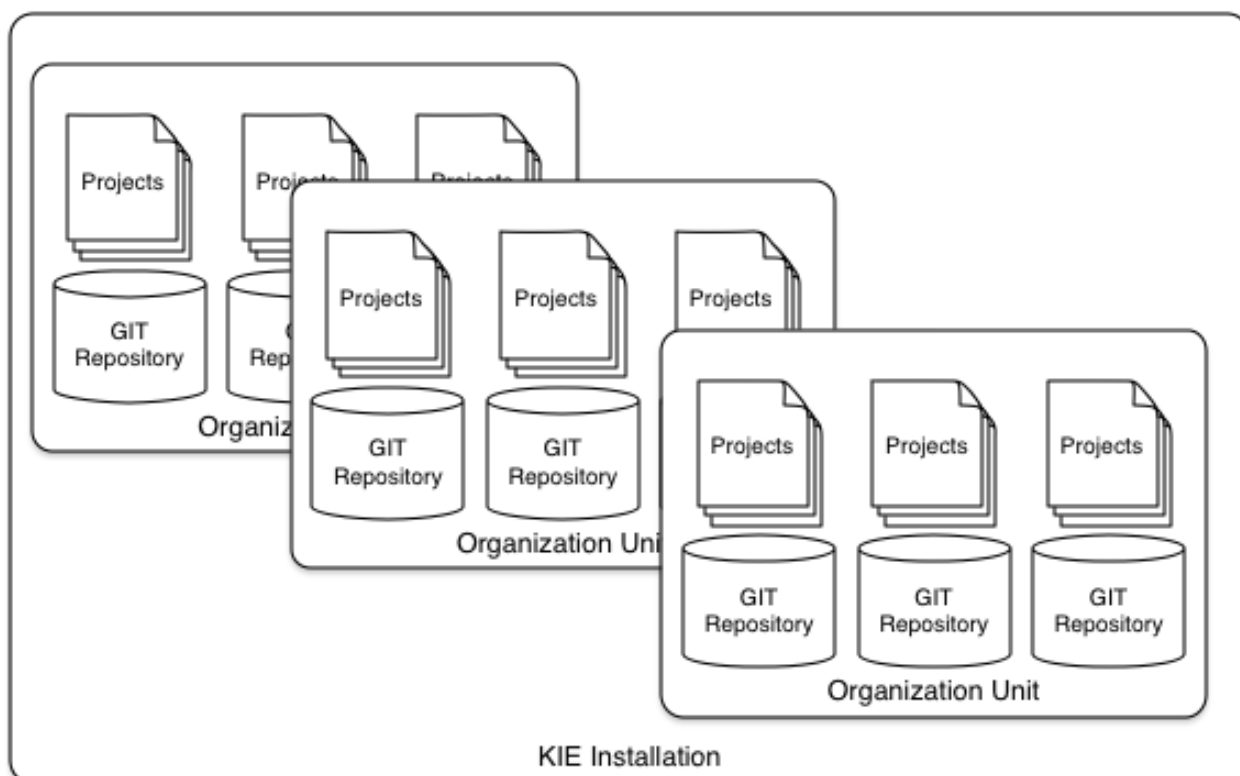 Projects Projects Projects
GIT
Repository Rep
Organiz
Projects Projects Projects
GIT GIT
Repository Repository
Organization Uni
Projects Projects Projects
GIT GIT GIT
Repository Repository Repository
Organization Unit
KIE Installation